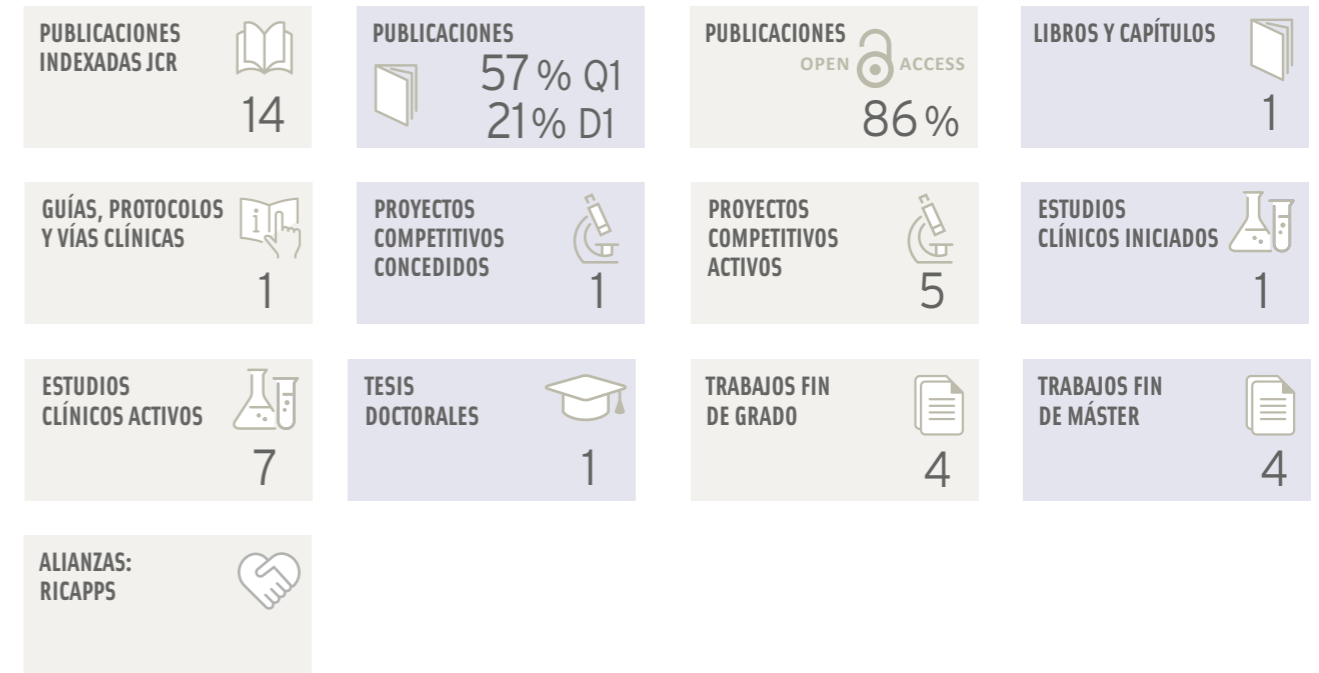 PUBLICACIONES
INDEXADAS JCR
14
PUBLICACIONES
57 % Q1
21% D1
PUBLICACIONES
OPEN ACCESS
86 %
LIBROS Y CAPÍTULOS
1
GUÍAS, PROTOCOLOS
Y VÍAS CLÍNICAS
i
1
PROYECTOS
COMPETITIVOS
CONCEDIDOS
1
PROYECTOS
COMPETITIVOS
ACTIVOS
5
ESTUDIOS
CLÍNICOS INICIADOS
1
ESTUDIOS
CLÍNICOS ACTIVOS
7
TESIS
DOCTORALES
1
TRABAJOS FIN
DE GRADO
4
TRABAJOS FIN
DE MÁSTER
4
ALIANZAS:
RICAPPS